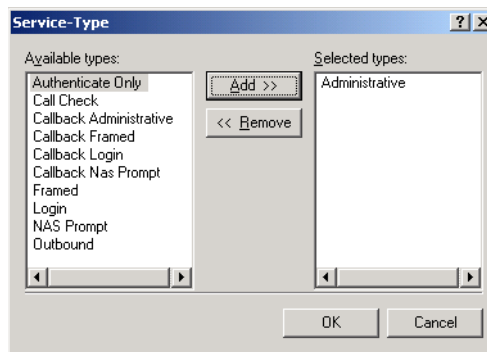 Service-Type
Available types:
Authenticate Only
Call Check
Callback Administrative
Callback Framed
Callback Login
Callback Nas Prompt
Framed
Login
NAS Prompt
Outbound
Add >>
<< Remove
Selected types:
Administrative
OK
Cancel